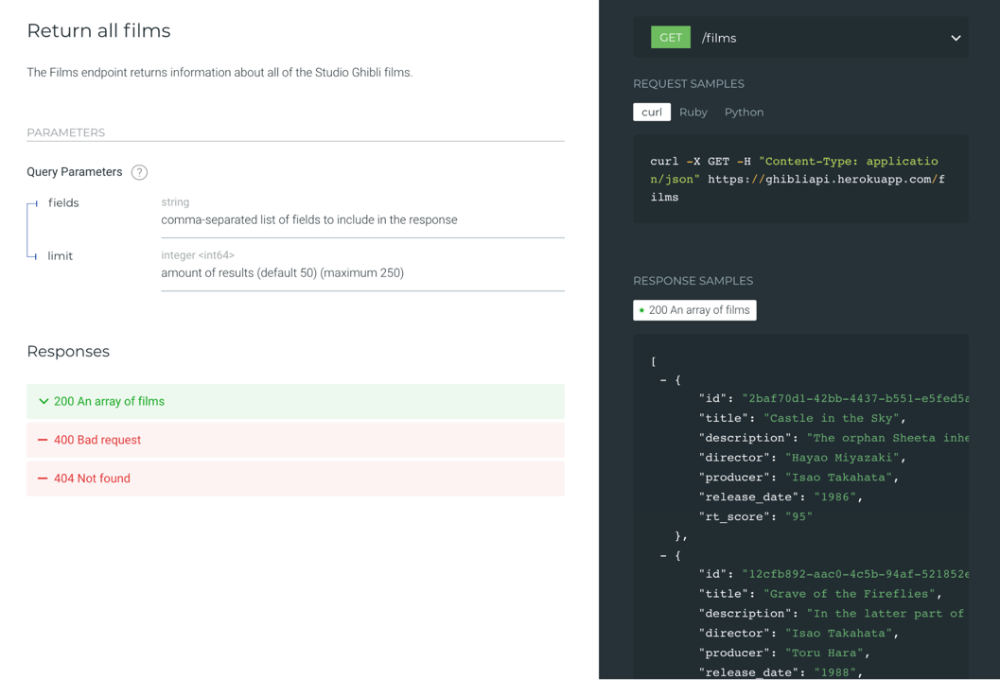 Return all films
The Films endpoint returns information about all of the Studio Ghibli films.
PARAMETERS
Query Parameters ?
fields
string
comma-separated list of fields to include in the response
limit
integer <int64>
amount of results (default 50) (maximum 250)
Responses
200 An array of films
400 Bad request
404 Not found
GET /films
REQUEST SAMPLES
curl Ruby Python
curl -X GET -H "Content-Type: applicatio
n/json" https://ghibliapi.herokuapp.com/f
ilms
RESPONSE SAMPLES
200 An array of films
[
- {
"id": "2baf70d1-42bb-4437-b551-e5fed5a
"title": "Castle in the Sky",
"description": "The orphan Sheeta inhe
"director": "Hayao Miyazaki",
"producer": "Isao Takahata",
"release_date": "1986",
"rt_score": "95"
},
- {
"id": "12cfb892-aac0-4c5b-94af-521852e
"title": "Grave of the Fireflies",
"description": "In the latter part of
"director": "Isao Takahata",
"producer": "Toru Hara",
"release_date": "1988",